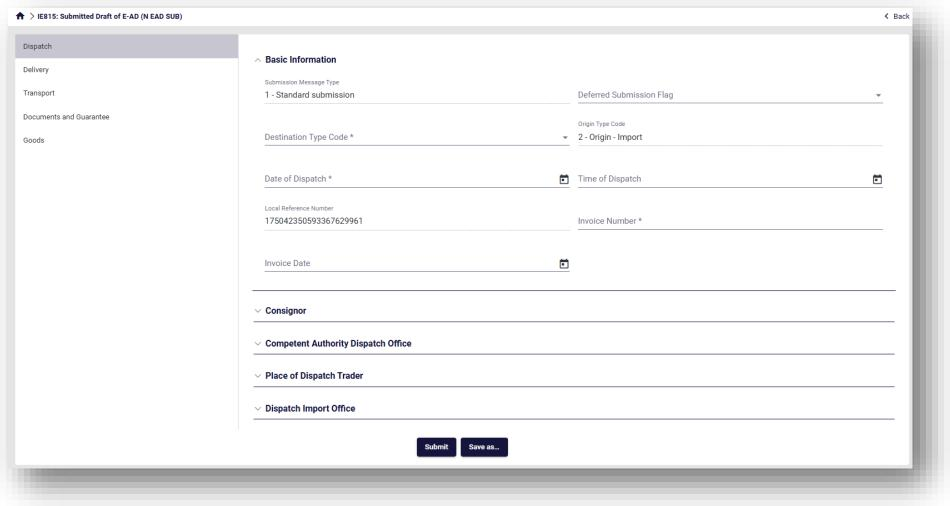 > IE815: Submitted Draft of E-AD (N EAD SUB)
Back
Dispatch
Delivery
Transport
Documents and Guarantee
Goods
Basic Information
Submission Message Type
1 - Standard submission
Deferred Submission Flag
Origin Type Code
Destination Type Code *
2 - Origin - Import
Date of Dispatch *
Time of Dispatch
Local Reference Number
175042350593367629961
Invoice Number *
Invoice Date
Consignor
Competent Authority Dispatch Office
Place of Dispatch Trader
Dispatch Import Office
Submit
Save as...